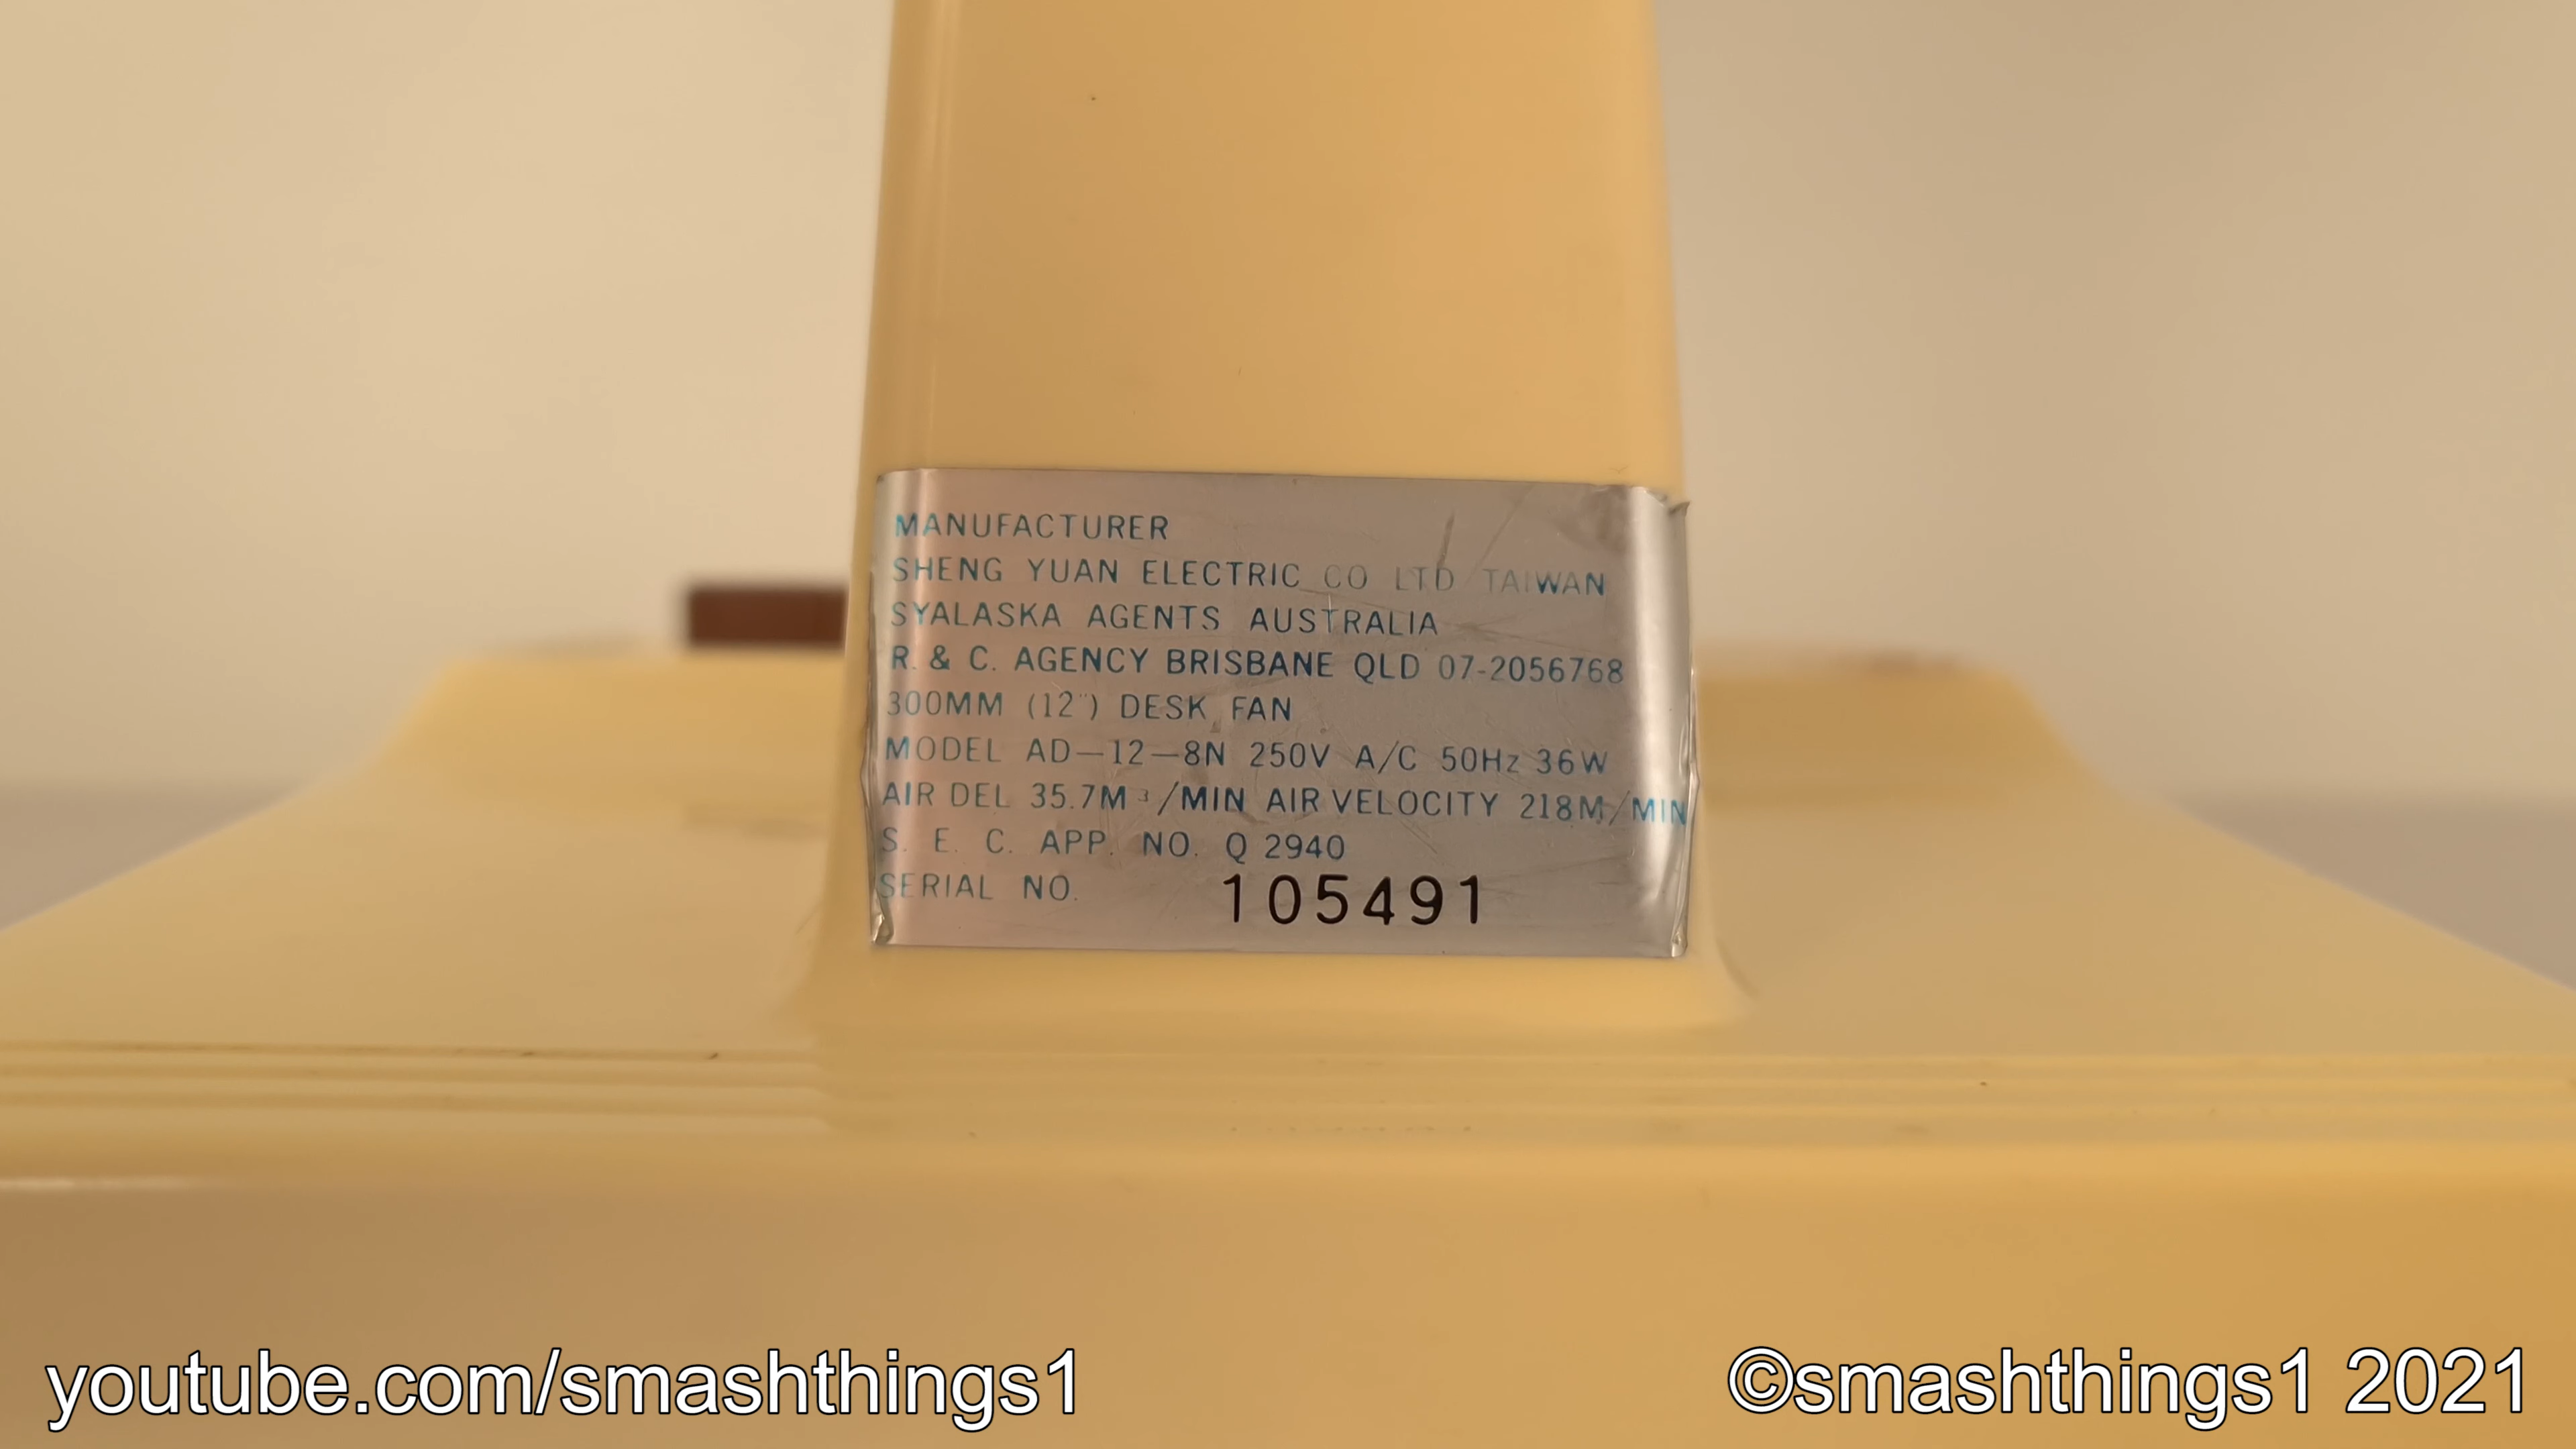 MANUFACTURER
SHENG YUAN ELECTRIC CO LTD TAIWAN
SYALASKA AGENTS AUSTRALIA
R. & C. AGENCY BRISBANE QLD 07-2056768
300MM (12") DESK FAN
MODEL AD—12—8N 250V A/C 50Hz 36W
AIR DEL 35.7M³/MIN AIR VELOCITY 218M/MIN
S. E. C. APP. NO. Q 2940
SERIAL NO. 105491
youtube.com/smashthings1
©smashthings1 2021